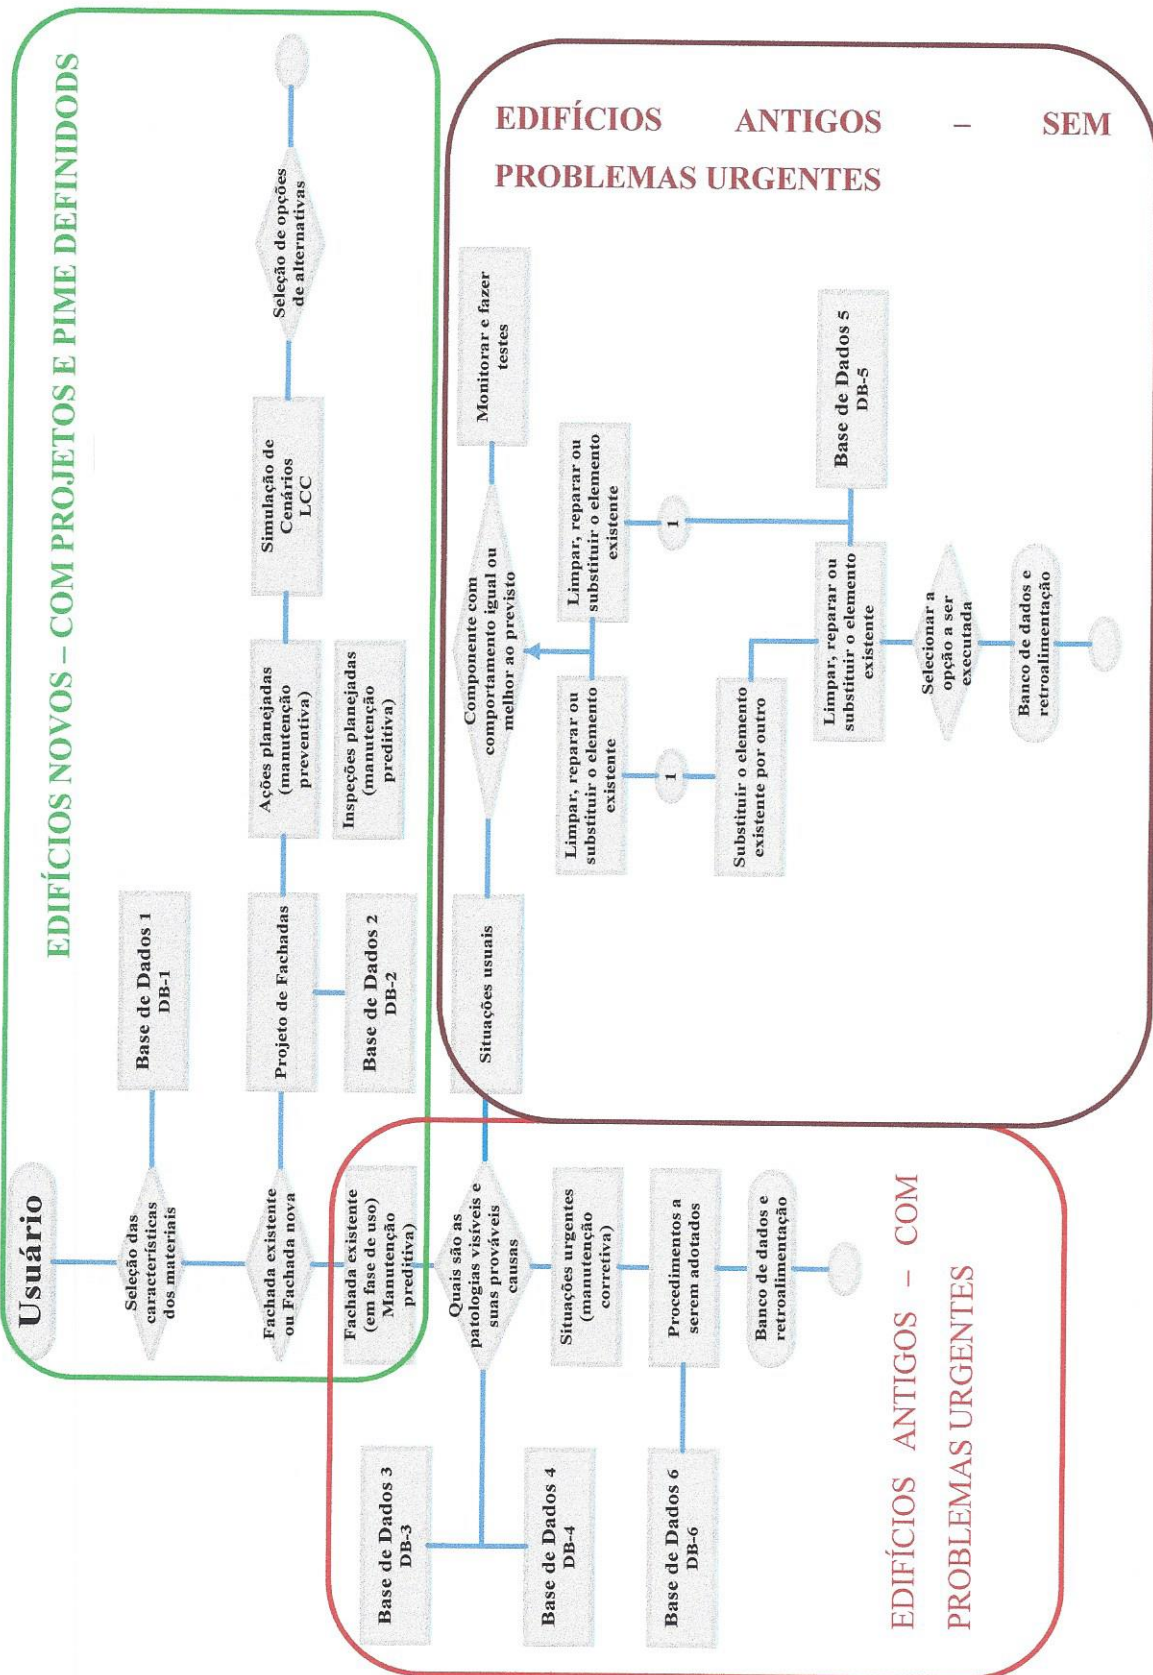 EDIFÍCIOS NOVOS – COM PROJETOS E PIME DEFINIDODS
Usuário
Seleção das
características
dos materiais
Base de Dados 1
DB-1
Fachada existente
ou Fachada nova
Projeto de Fachadas
Base de Dados 2
DB-2
Ações planejadas
(manutenção
preventiva)
Inspeções planejadas
(manutenção
preditiva)
Simulação de
Cenários
LCC
Seleção de opções
de alternativas
Fachada existente
(em fase de uso)
Manutenção
preditiva)
Base de Dados 3
DB-3
Base de Dados 4
DB-4
Quais são as
patologias visíveis e
suas prováveis
causas
Situações urgentes
(manutenção
corretiva)
Base de Dados 6
DB-6
Procedimentos a
serem adotados
Banco de dados e
retroalimentação
EDIFÍCIOS ANTIGOS – COM
PROBLEMAS URGENTES
EDIFÍCIOS ANTIGOS – SEM
PROBLEMAS URGENTES
Situações usuais
Componente com
comportamento igual ou
melhor ao previsto
Monitorar e fazer
testes
Limpar, reparar ou
substituir o elemento
existente
Limpar, reparar ou
substituir o elemento
existente
1
1
Substituir o elemento
existente por outro
Limpar, reparar ou
substituir o elemento
existente
Base de Dados 5
DB-5
Selecionar a
opção a ser
executada
Banco de dados e
retroalimentação